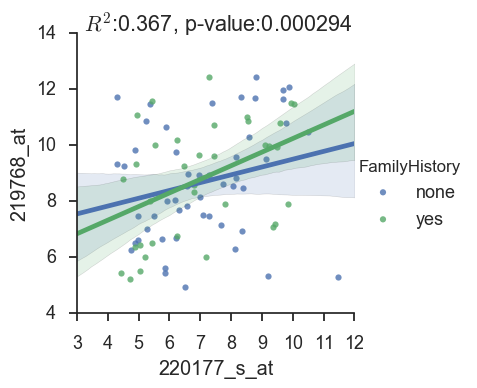 R²:0.367, p-value:0.000294
14
12
10
8
6
4
219768_at
3 4 5 6 7 8 9 10 11 12
220177_s_at
FamilyHistory
none
yes